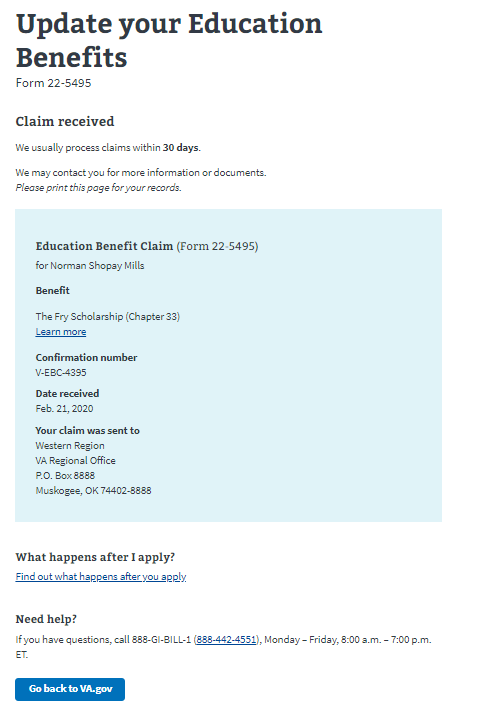 Update your Education
Benefits
Form 22-5495
Claim received
We usually process claims within 30 days.
We may contact you for more information or documents.
Please print this page for your records.
Education Benefit Claim (Form 22-5495)
for Norman Shopay Mills
Benefit
The Fry Scholarship (Chapter 33)
Learn more
Confirmation number
V-EBC-4395
Date received
Feb. 21, 2020
Your claim was sent to
Western Region
VA Regional Office
P.O. Box 8888
Muskogee, OK 74402-8888
What happens after I apply?
Find out what happens after you apply
Need help?
If you have questions, call 888-GI-BILL-1 (888-442-4551), Monday – Friday, 8:00 a.m. – 7:00 p.m.
ET.
Go back to VA.gov